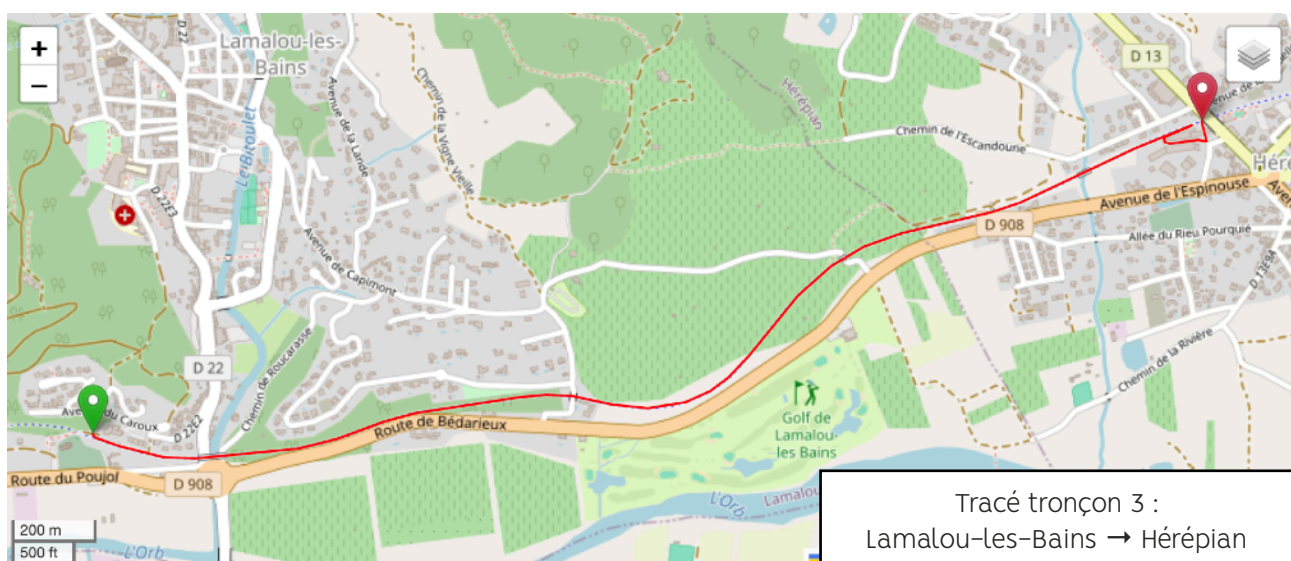 +
−
D 22
Lamalou-les-
Bains
Le Bitoulet
Avenue de la Lande
Chemin de la Vigne Vieille
Hérépian
D 13
Avenue de
Chemin de l'Escandoune
Héré
Avenue de l'Espinouse
Aven
D 908
Allée du Rieu Pourquié
D 13E9A
D 22E3
Avenue de Capimont
Chemin de Roucarasse
D 22
Avenue du Caroux
D 22E2
Route de Bédarieux
Chemin de la Rivière
Golf de
Lamalou-
les Bains
Route du Poujol
D 908
L'Orb
Lamalou
200 m
500 ft
L'Orb
Tracé tronçon 3 :
Lamalou-les-Bains → Hérépian